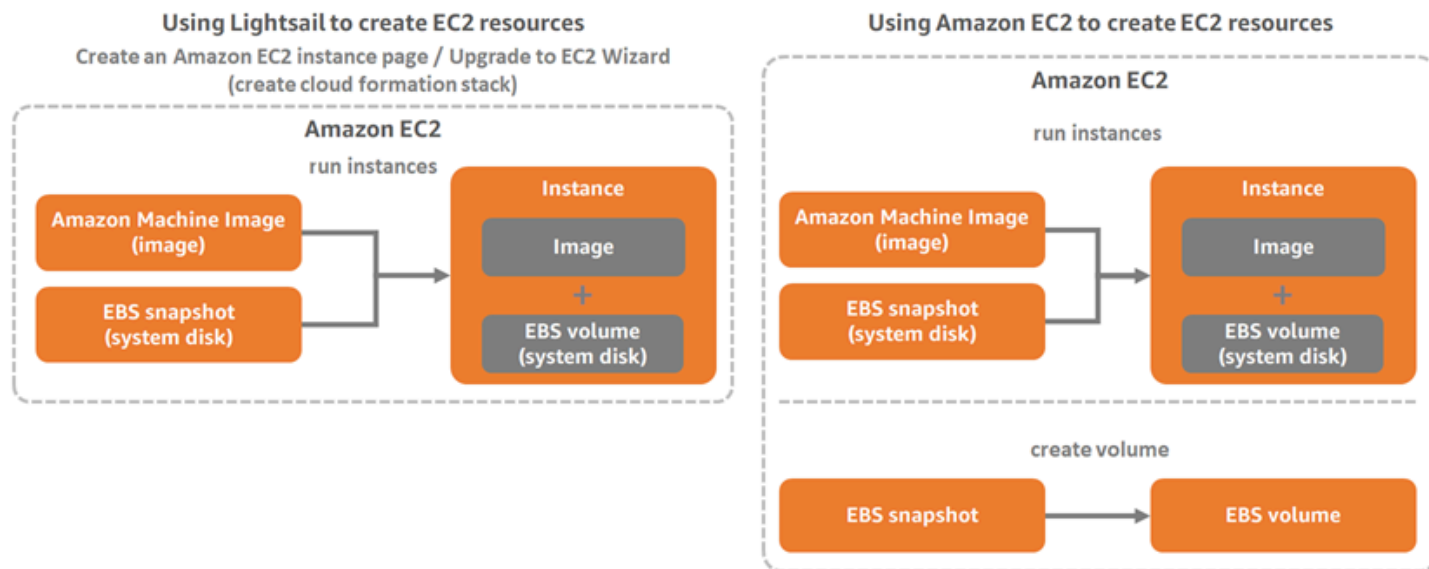 Using Lightsail to create EC2 resources
Create an Amazon EC2 instance page / Upgrade to EC2 Wizard
(create cloud formation stack)
Amazon EC2
run instances
Amazon Machine Image
(image)
EBS snapshot
(system disk)
Instance
Image
+
EBS volume
(system disk)
Using Amazon EC2 to create EC2 resources
Amazon EC2
run instances
Amazon Machine Image
(image)
EBS snapshot
(system disk)
Instance
Image
+
EBS volume
(system disk)
create volume
EBS snapshot
EBS volume